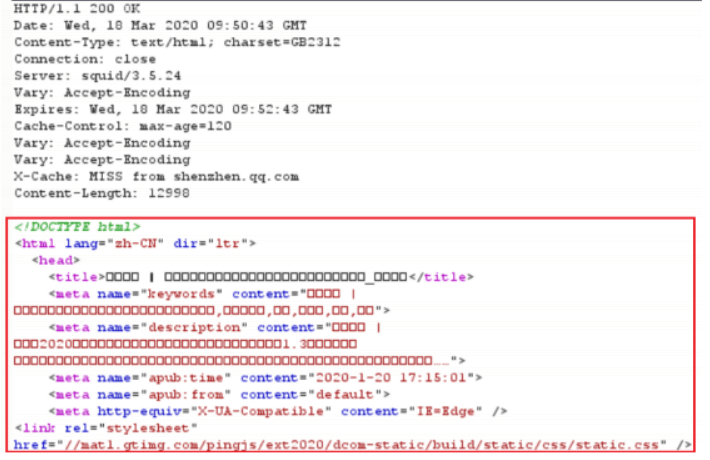 HTTP/1.1 200 OK
Date: Wed, 18 Mar 2020 09:50:43 GMT
Content-Type: text/html; charset=GB2312
Connection: close
Server: squid/3.5.24
Vary: Accept-Encoding
Expires: Wed, 18 Mar 2020 09:52:43 GMT
Cache-Control: max-age=120
Vary: Accept-Encoding
Vary: Accept-Encoding
X-Cache: MISS from shenzhen.qq.com
Content-Length: 12998
<!DOCTYPE html>
<html lang="zh-CN" dir="ltr">
<head>
<title>□□□□ | □□□□□□□□□□□□□□□□□□□□□□□□_□□□□</title>
<meta name="keywords" content="□□□□ |
□□□□□□□□□□□□□□□□□□□□□□□□,□□□□□,□□,□□□,□□,□□">
<meta name="description" content="□□□□ |
□□□2020□□□□□□□□□□□□□□□□□□□□□□□□□1.3□□□□□□
□□□□□□□□□□□□□□□□□□□□□□□□□□□□□□□□□□□□□□□□□□□□□□□□□□……">
<meta name="apub:time" content="2020-1-20 17:15:01">
<meta name="apub:from" content="default">
<meta http-equiv="X-UA-Compatible" content="IE=Edge" />
<link rel="stylesheet"
href="//mat1.gtimg.com/pingjs/ext2020/dcom-static/build/static/css/static.css" />